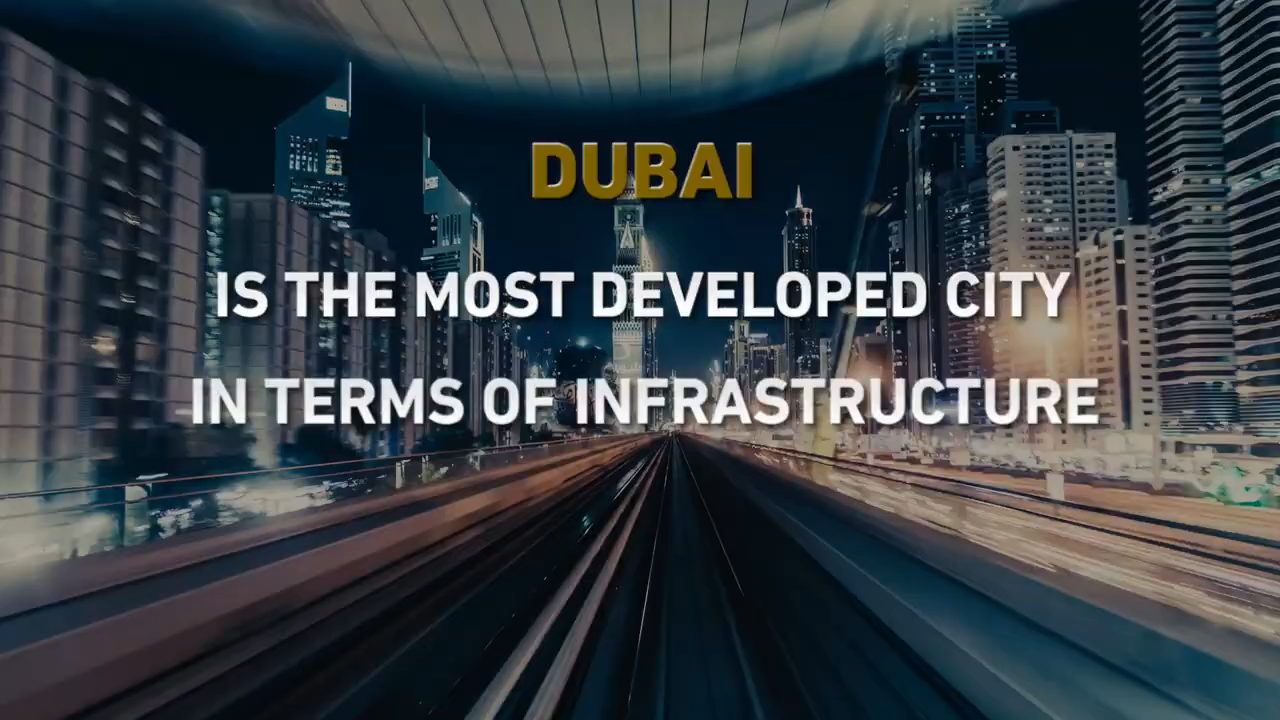 DUBAI
IS THE MOST DEVELOPED CITY
IN TERMS OF INFRASTRUCTURE